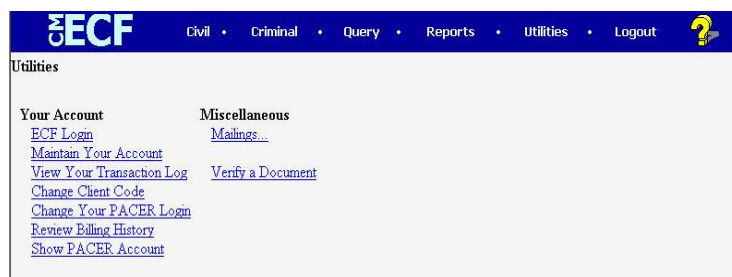 CM ECF Civil • Criminal • Query • Reports • Utilities • Logout ?
Utilities
Your Account Miscellaneous
ECF Login Mailings...
Maintain Your Account
View Your Transaction Log Verify a Document
Change Client Code
Change Your PACER Login
Review Billing History
Show PACER Account